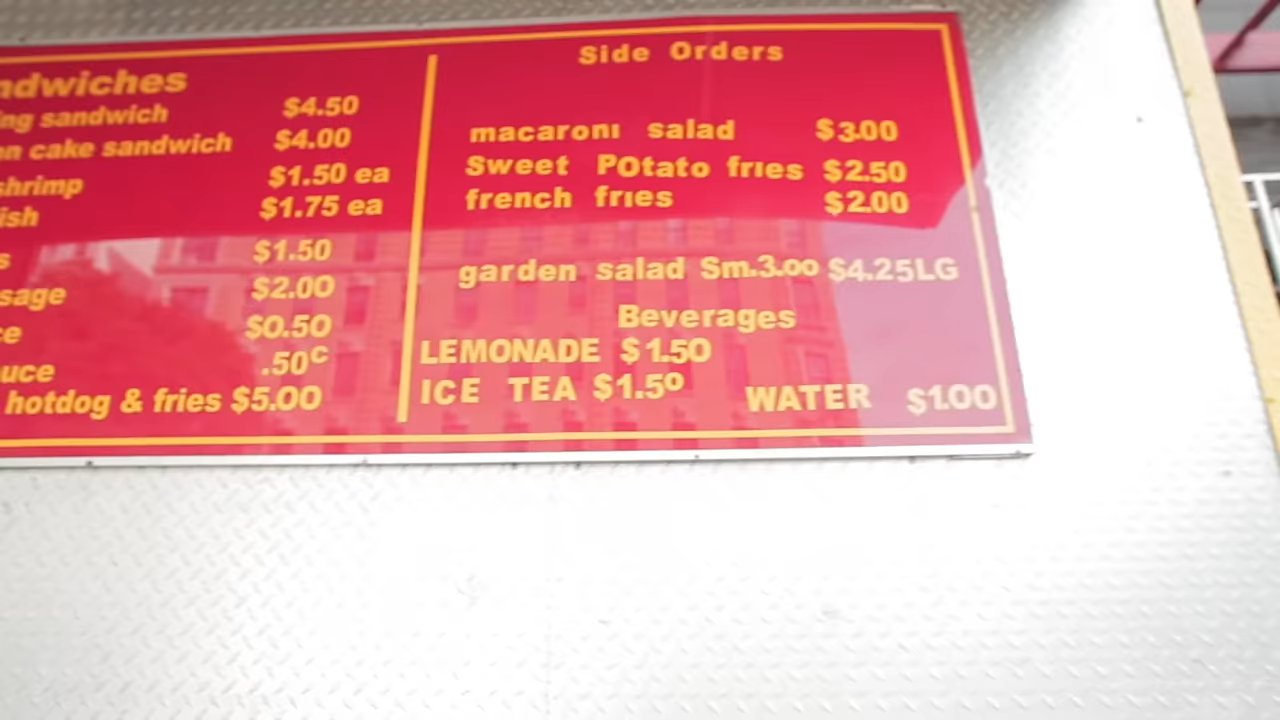 ndwiches
ing sandwich $4.50
n cake sandwich $4.00
shrimp $1.50 ea
ish $1.75 ea
s $1.50
sage $2.00
ce $0.50
uce .50c
hotdog & fries $5.00
Side Orders
macaroni salad $3.00
Sweet POtato fries $2.50
french fries $2.00
garden salad Sm.3.00 $4.25LG
Beverages
LEMONADE $1.50
ICE TEA $1.50 WATER $1.00